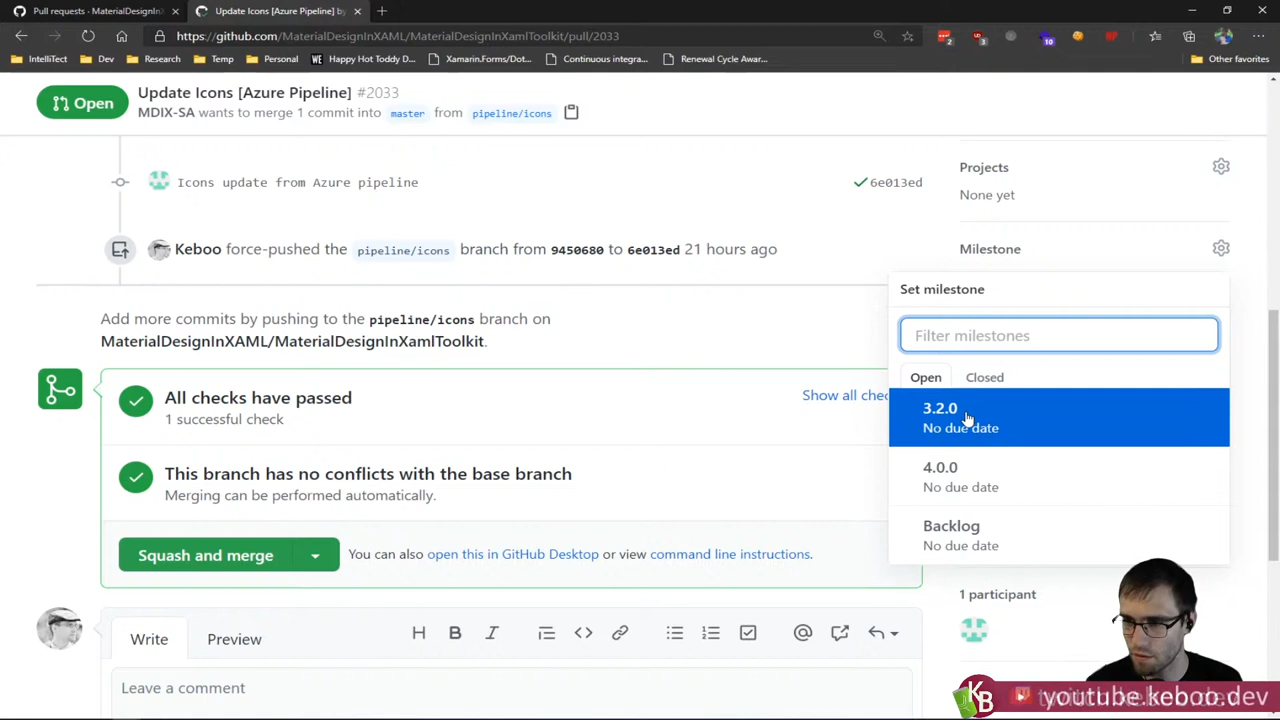 Pull requests · MaterialDesignInX
Update Icons [Azure Pipeline] by
https://github.com/MaterialDesignInXAML/MaterialDesignInXamlToolkit/pull/2033
2
3
10
IntelliTect
Dev
Research
Temp
Personal
Happy Hot Toddy D...
Xamarin.Forms/Dot...
Continuous integra...
Renewal Cycle Awar...
Other favorites
Open
Update Icons [Azure Pipeline] #2033
MDIX-SA wants to merge 1 commit into master from pipeline/icons
Projects
None yet
Icons update from Azure pipeline
6e013ed
Keboo force-pushed the pipeline/icons branch from 9450680 to 6e013ed 21 hours ago
Milestone
Set milestone
Filter milestones
Open Closed
3.2.0
No due date
4.0.0
No due date
Backlog
No due date
Add more commits by pushing to the pipeline/icons branch on
MaterialDesignInXAML/MaterialDesignInXamlToolkit.
All checks have passed
1 successful check
Show all chec
This branch has no conflicts with the base branch
Merging can be performed automatically.
Squash and merge
You can also open this in GitHub Desktop or view command line instructions.
1 participant
Write
Preview
Leave a comment
KB
youtube.keboo.dev